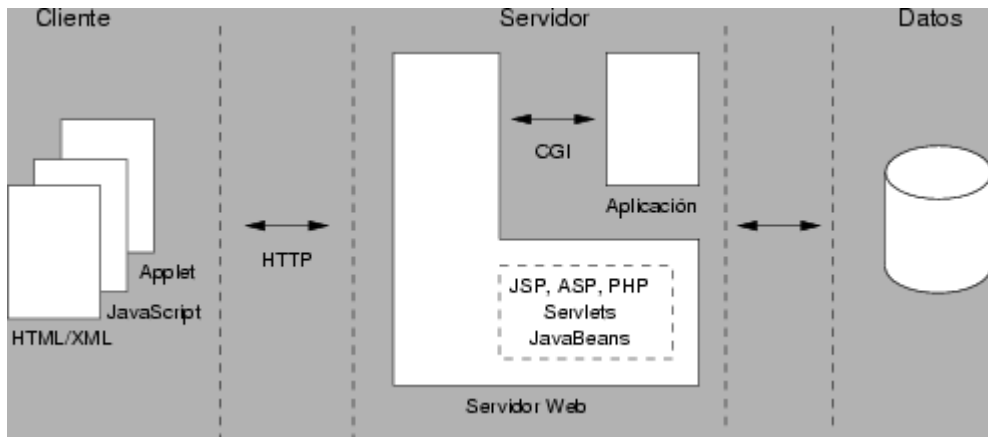 Cliente
Servidor
Datos
CGI
Aplicación
HTTP
Applet
JavaScript
HTML/XML
JSP, ASP, PHP
Servlets
JavaBeans
Servidor Web